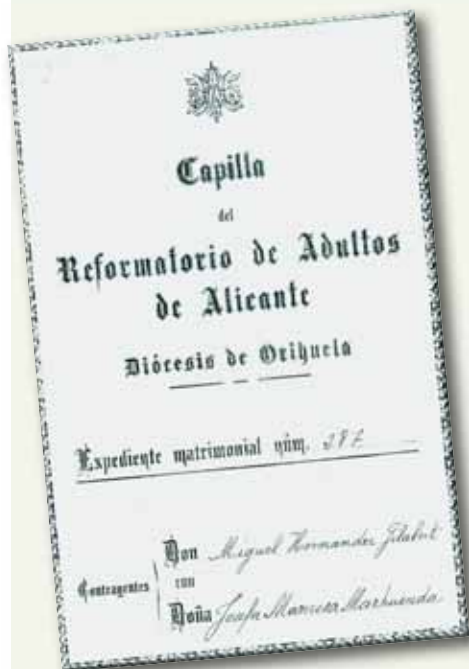 Capilla
del
Reformatorio de Adultos
de Alicante
Diócesis de Orihuela
Expediente matrimonial núm. 287
Contrayentes
Don Miguel Hernandez Gilabert
con
Doña Josefa Manresa Marhuenda